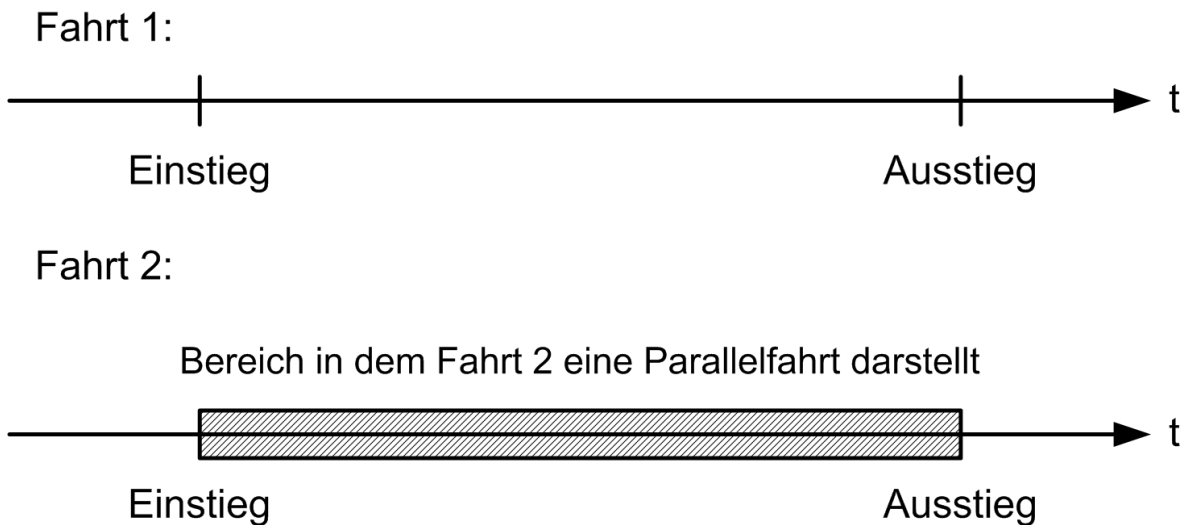 Fahrt 1:
t
Einstieg Ausstieg
Fahrt 2:
Bereich in dem Fahrt 2 eine Parallelfahrt darstellt
t
Einstieg Ausstieg